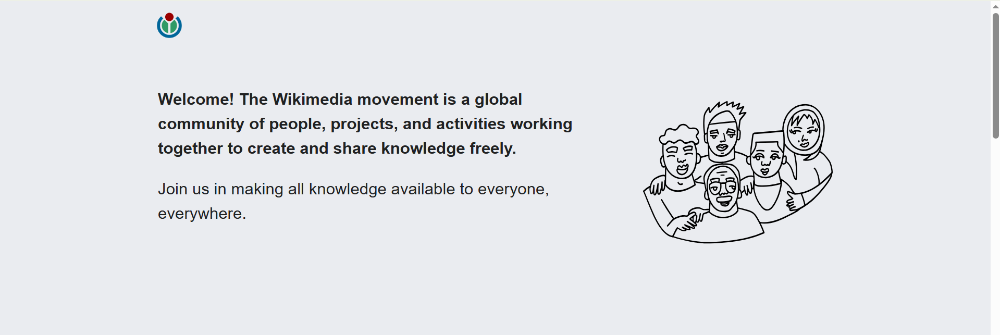 Welcome! The Wikimedia movement is a global
community of people, projects, and activities working
together to create and share knowledge freely.
Join us in making all knowledge available to everyone,
everywhere.